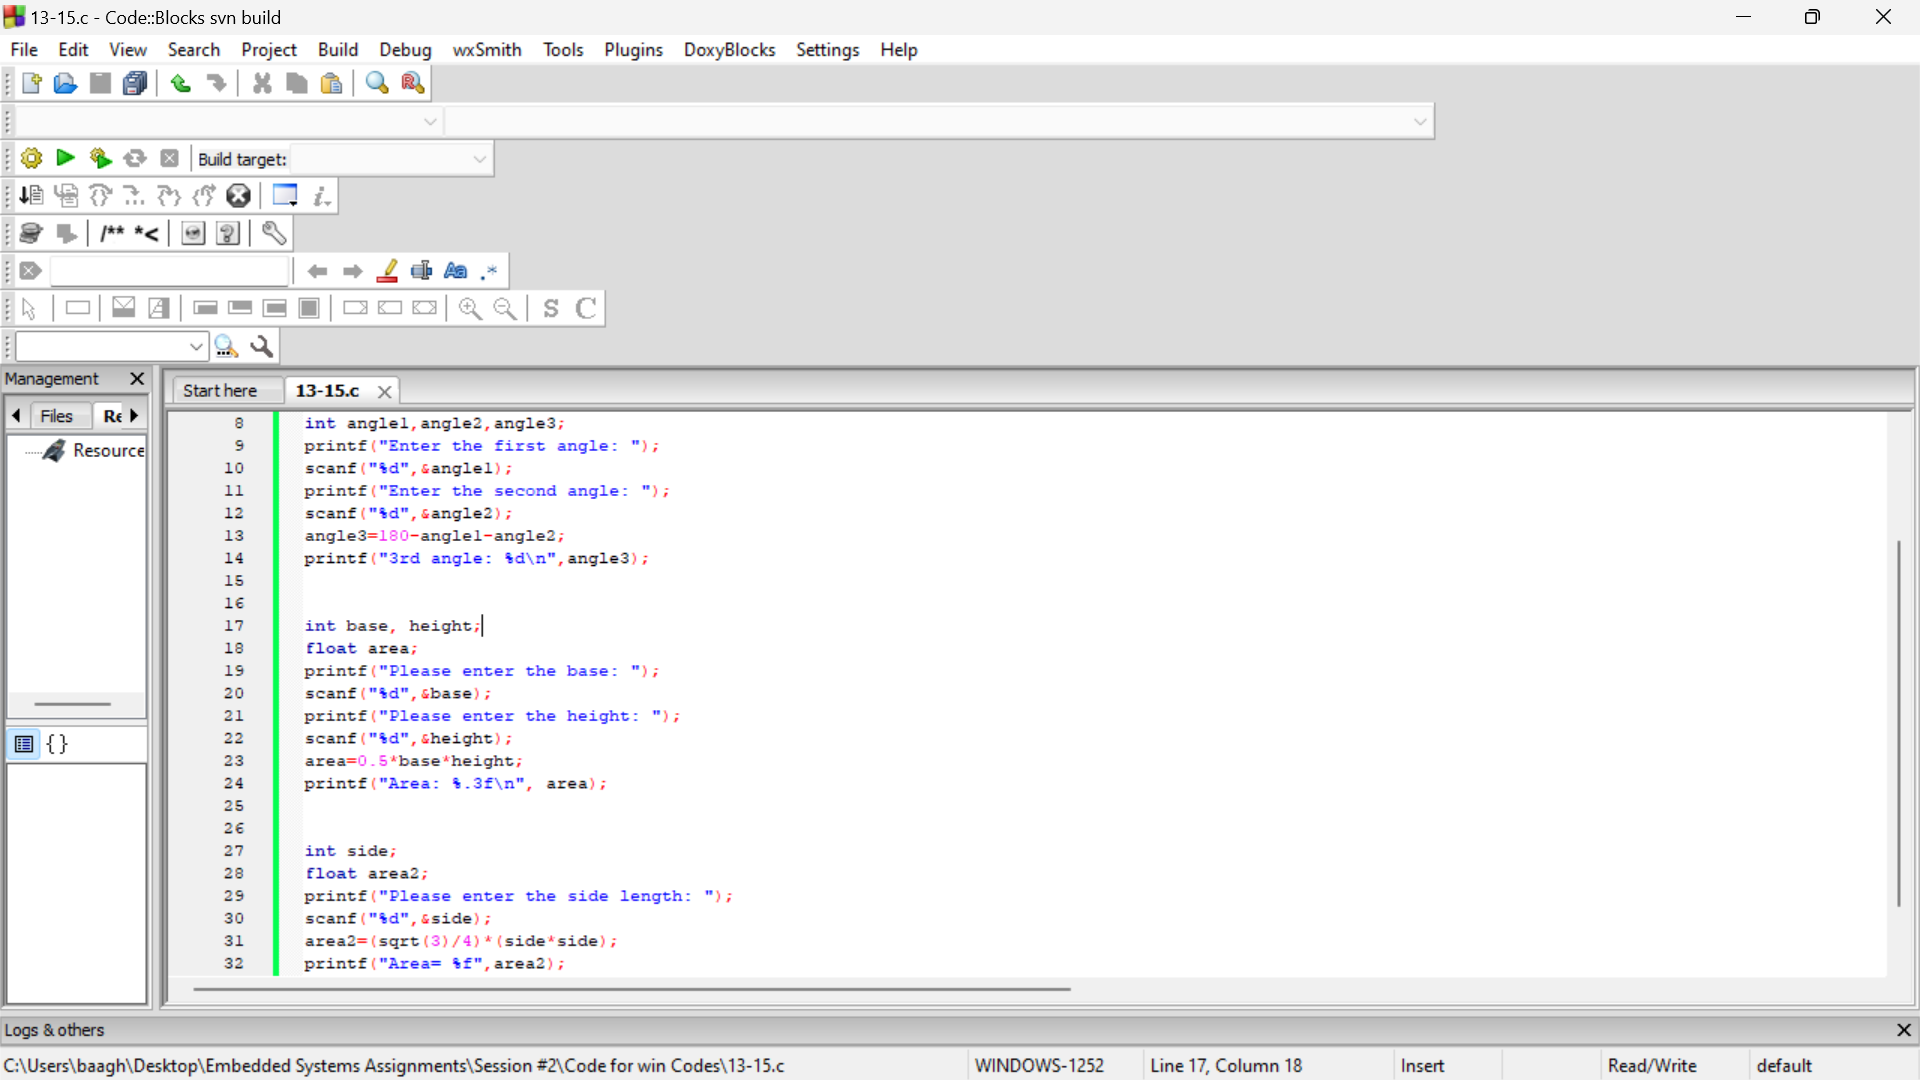 13-15.c - Code::Blocks svn build
File Edit View Search Project Build Debug wxSmith Tools Plugins DoxyBlocks Settings Help
Build target:
/** *<
Aa .*
S C
Management
Start here 13-15.c
Files Re
Resource
{}
8 int angle1,angle2,angle3;
9 printf("Enter the first angle: ");
10 scanf("%d",&angle1);
11 printf("Enter the second angle: ");
12 scanf("%d",&angle2);
13 angle3=180-angle1-angle2;
14 printf("3rd angle: %d\n",angle3);
15
16
17 int base, height;
18 float area;
19 printf("Please enter the base: ");
20 scanf("%d",&base);
21 printf("Please enter the height: ");
22 scanf("%d",&height);
23 area=0.5*base*height;
24 printf("Area: %.3f\n", area);
25
26
27 int side;
28 float area2;
29 printf("Please enter the side length: ");
30 scanf("%d",&side);
31 area2=(sqrt(3)/4)*(side*side);
32 printf("Area= %f",area2);
Logs & others
C:\Users\baagh\Desktop\Embedded Systems Assignments\Session #2\Code for win Codes\13-15.c WINDOWS-1252 Line 17, Column 18 Insert Read/Write default